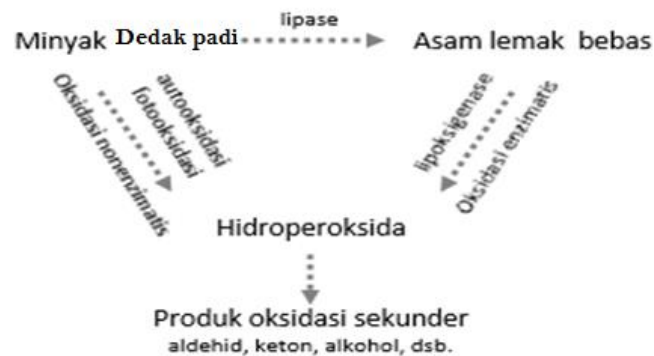 lipase
Minyak Dedak padi
Asam lemak bebas
Oksidasi nonenzimatis
autooksidasi
fotooksidasi
lipoksigenase
Oksidasi enzimatis
Hidroperoksida
Produk oksidasi sekunder
aldehid, keton, alkohol, dsb.